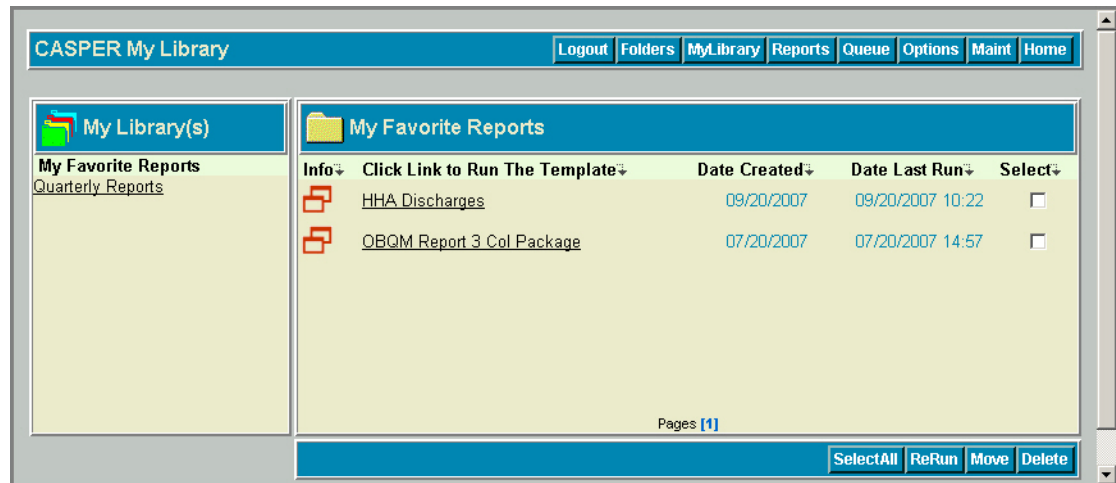 CASPER My Library
Logout Folders MyLibrary Reports Queue Options Maint Home
My Library(s)
My Favorite Reports
Quarterly Reports
My Favorite Reports
Info Click Link to Run The Template Date Created Date Last Run Select
HHA Discharges 09/20/2007 09/20/2007 10:22
OBQM Report 3 Col Package 07/20/2007 07/20/2007 14:57
Pages [1]
SelectAll ReRun Move Delete